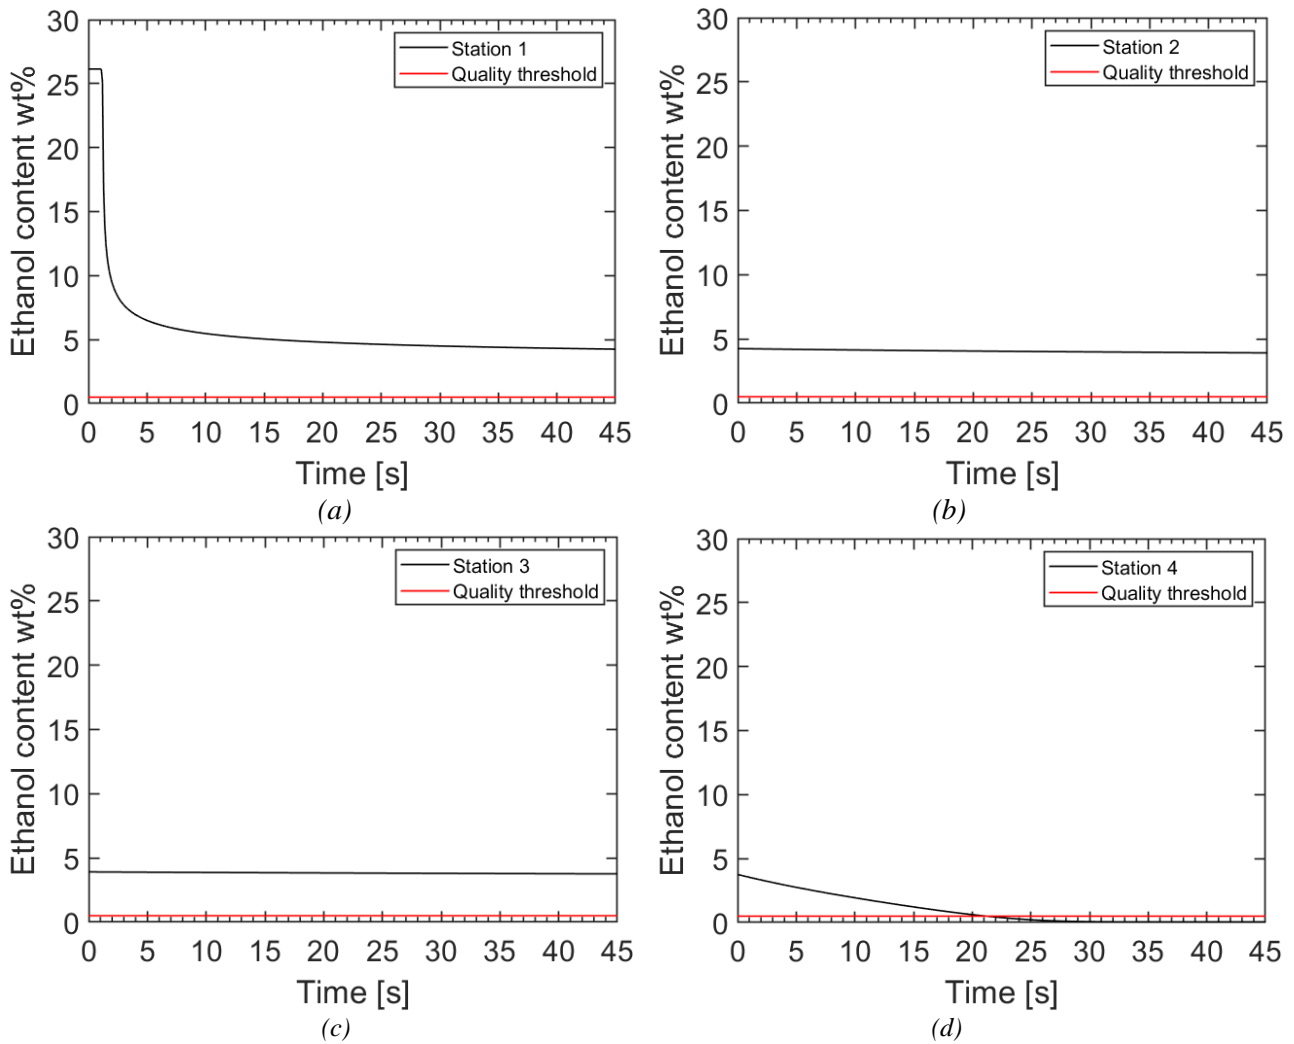 30
25
20
15
10
5
0
Ethanol content wt%
Station 1
Quality threshold
0 5 10 15 20 25 30 35 40 45
Time [s]
(a)
30
25
20
15
10
5
0
Ethanol content wt%
Station 2
Quality threshold
0 5 10 15 20 25 30 35 40 45
Time [s]
(b)
30
25
20
15
10
5
0
Ethanol content wt%
Station 3
Quality threshold
0 5 10 15 20 25 30 35 40 45
Time [s]
(c)
30
25
20
15
10
5
0
Ethanol content wt%
Station 4
Quality threshold
0 5 10 15 20 25 30 35 40 45
Time [s]
(d)